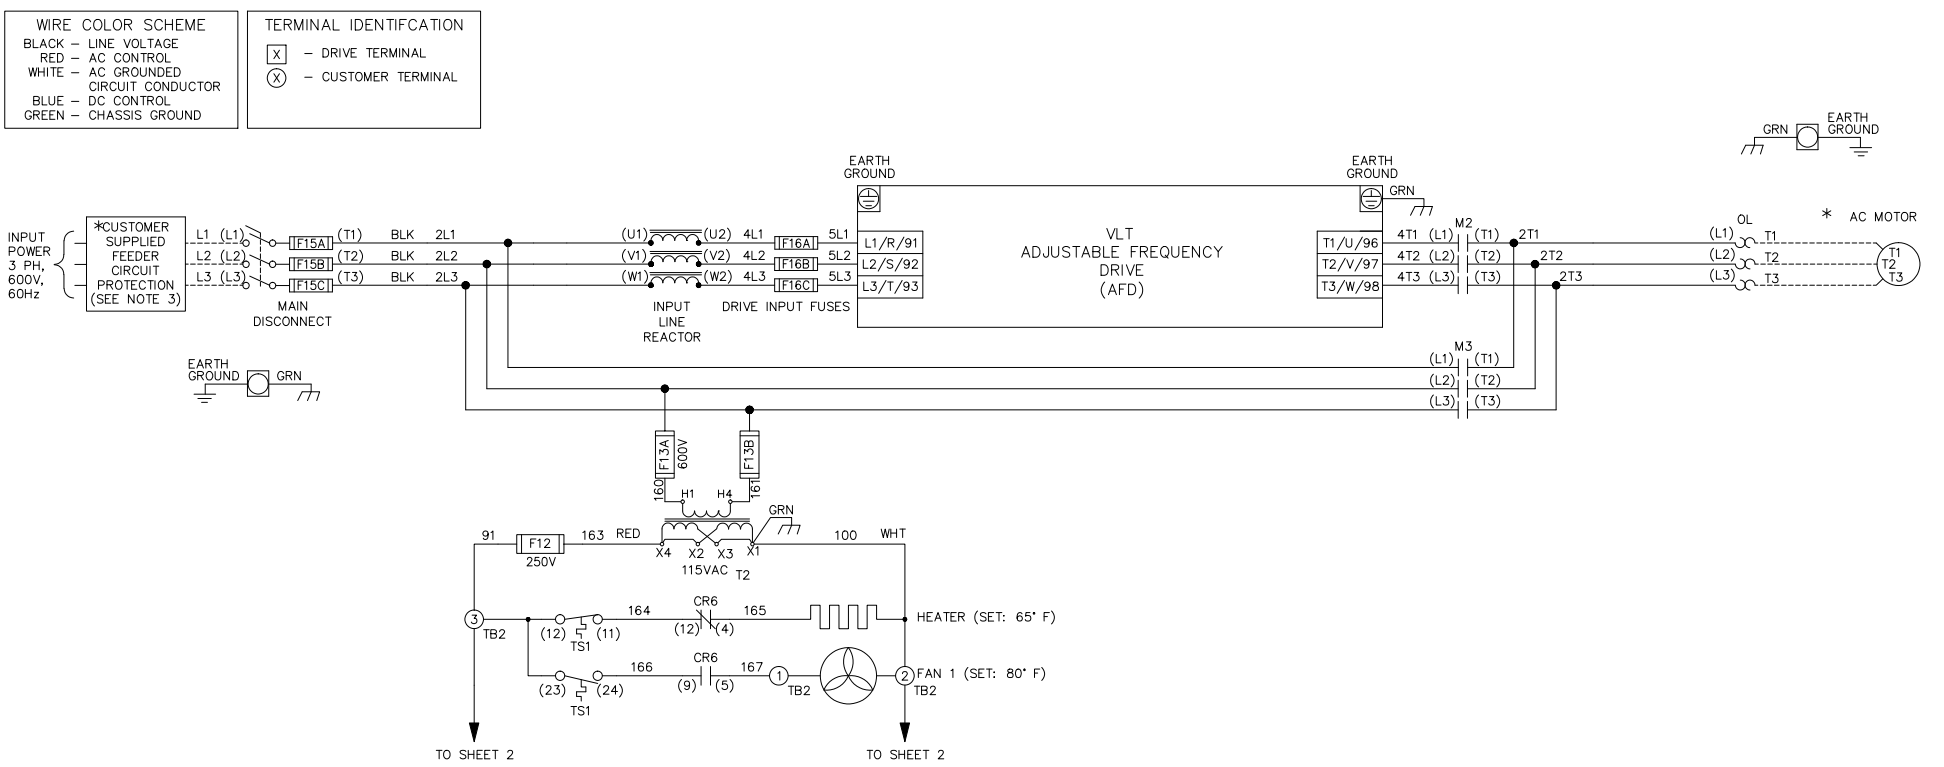 WIRE COLOR SCHEME
BLACK – LINE VOLTAGE
RED – AC CONTROL
WHITE – AC GROUNDED
CIRCUIT CONDUCTOR
BLUE – DC CONTROL
GREEN – CHASSIS GROUND
TERMINAL IDENTIFCATION
X – DRIVE TERMINAL
X – CUSTOMER TERMINAL
GRN
EARTH
GROUND
EARTH
GROUND
EARTH
GROUND
GRN
INPUT
POWER
3 PH,
600V,
60Hz
*CUSTOMER
SUPPLIED
FEEDER
CIRCUIT
PROTECTION
(SEE NOTE 3)
L1 (L1) F15A (T1) BLK 2L1 (U1) (U2) 4L1 F16A 5L1 L1/R/91
L2 (L2) F15B (T2) BLK 2L2 (V1) (V2) 4L2 F16B 5L2 L2/S/92
L3 (L3) F15C (T3) BLK 2L3 (W1) (W2) 4L3 F16C 5L3 L3/T/93
MAIN
DISCONNECT
INPUT
LINE
REACTOR
DRIVE INPUT FUSES
VLT
ADJUSTABLE FREQUENCY
DRIVE
(AFD)
M2
OL
* AC MOTOR
T1/U/96 4T1 (L1) (T1) 2T1 (L1) T1
T2/V/97 4T2 (L2) (T2) 2T2 (L2) T2
T3/W/98 4T3 (L3) (T3) 2T3 (L3) T3
T1
T2
T3
M3
(L1) (T1)
(L2) (T2)
(L3) (T3)
EARTH
GROUND
GRN
F13A
600V
F13B
160
161
H1 H4
GRN
91 F12 163 RED
250V
X4 X2 X3 X1
100 WHT
115VAC T2
3
TB2
(12) (11)
TS1
164
CR6
(12) (4)
165
HEATER (SET: 65° F)
(23) (24)
TS1
166
CR6
(9) (5)
167
1
TB2
2
TB2
FAN 1 (SET: 80° F)
TO SHEET 2
TO SHEET 2